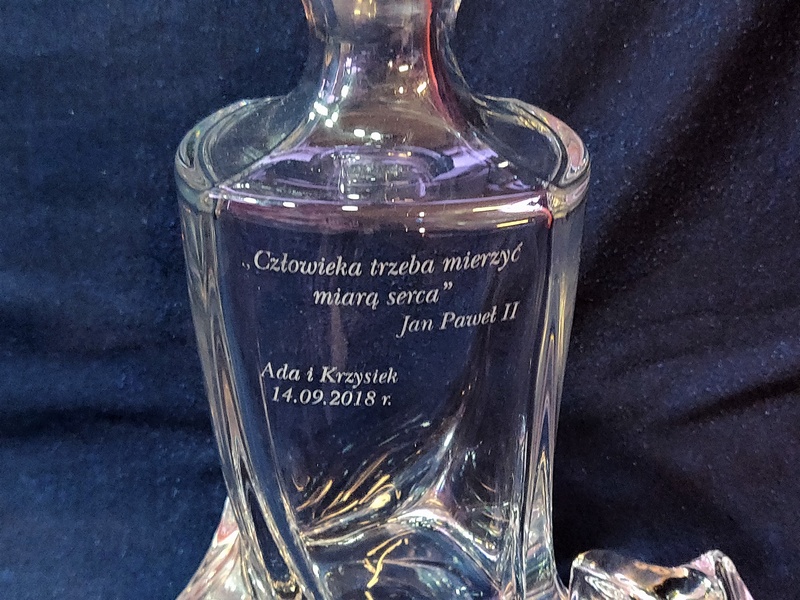 „Człowieka trzeba mierzyć
miarą serca”
Jan Paweł II
Ada i Krzysiek
14.09.2018 r.